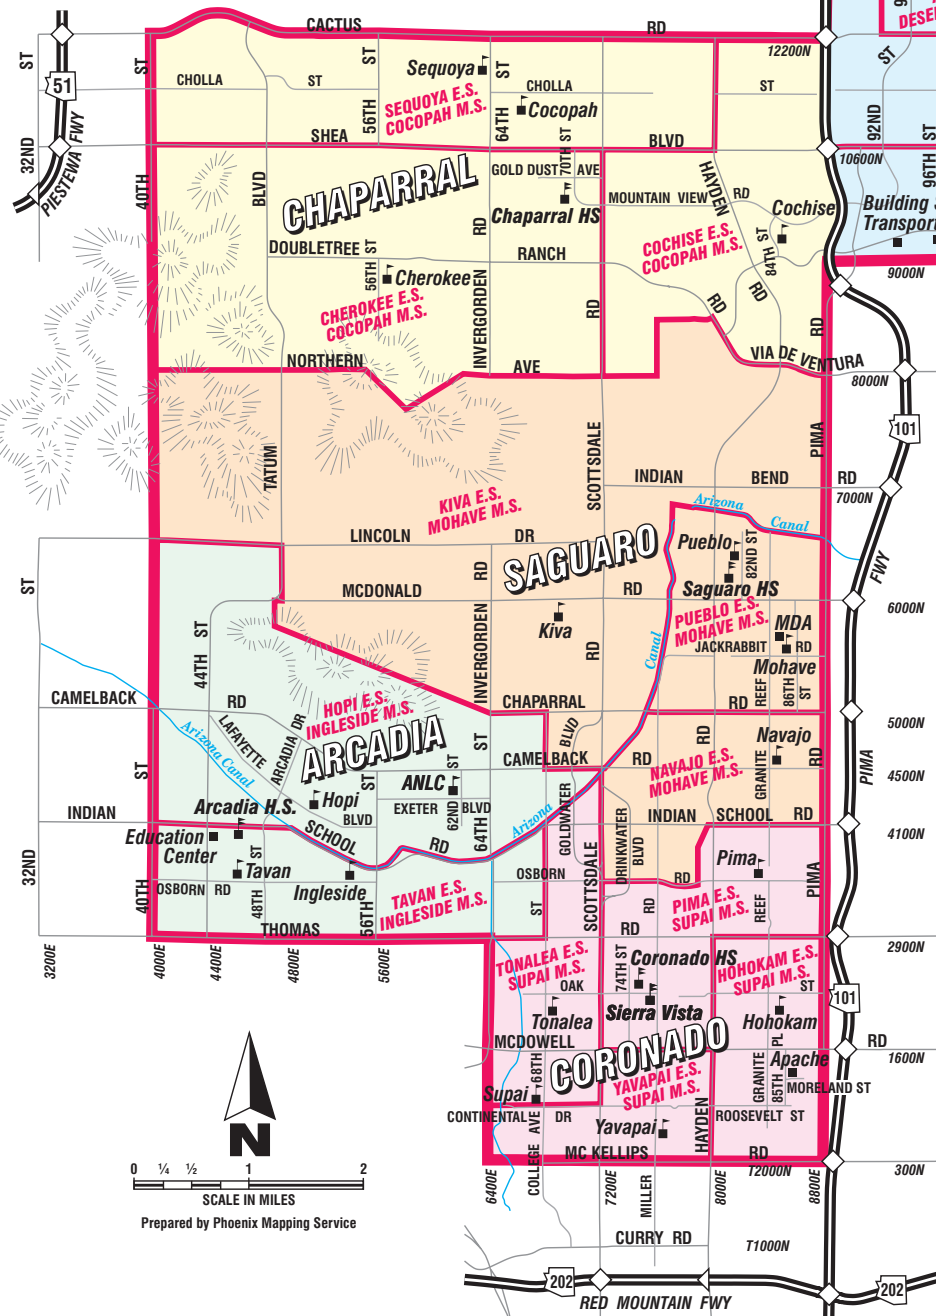 CACTUS
RD
DESER
12200N
ST
51
ST
ST
Sequoya
ST
ST
CHOLLA
ST
CHOLLA
ST
SEQUOYA E.S.
COCOPAH M.S.
56TH
64TH
Cocopah
92ND
32ND
PIESTEWA FWY
SHEA
BLVD
10600N
96TH
40TH
BLVD
CHAPARRAL
GOLD DUST
70TH ST
AVE
HAYDEN
RD
MOUNTAIN VIEW
Chaparral HS
Cochise
Building
Transport
COCHISE E.S.
COCOPAH M.S.
84TH ST
DOUBLETREE
RANCH
RD
56TH ST
Cherokee
9000N
CHEROKEE E.S.
COCOPAH M.S.
INVERGORDEN
RD
RD
RD
RD
NORTHERN
AVE
VIA DE VENTURA
8000N
101
TATUM
SCOTTSDALE
PIMA
INDIAN
BEND
RD
7000N
KIVA E.S.
MOHAVE M.S.
Arizona
Canal
LINCOLN
DR
SAGUARO
Pueblo
82ND ST
FWY
ST
MCDONALD
RD
RD
Saguaro HS
6000N
Kiva
PUEBLO E.S.
MOHAVE M.S.
MDA
JACKRABBIT
RD
Mohave
44TH ST
INVERGORDEN
RD
Canal
REEF
86TH ST
CAMELBACK
RD
HOPI E.S.
INGLESIDE M.S.
CHAPARRAL
RD
5000N
LAFAYETTE
ARCADIA DR
ARCADIA
ST
BLVD
RD
Navajo
Arizona Canal
CAMELBACK
RD
NAVAJO E.S.
MOHAVE M.S.
GRANITE
RD
PIMA
4500N
ST
ST
ANLC
ST
Hopi
BLVD
EXETER
62ND
BLVD
Arcadia H.S.
INDIAN
SCHOOL
RD
64TH
Arizona
GOLDWATER
INDIAN
SCHOOL
RD
4100N
Education
Center
DRINKWATER
BLVD
Pima
32ND
40TH
Tavan
ST
OSBORN
RD
48TH
Ingleside
56TH
TAVAN E.S.
INGLESIDE M.S.
OSBORN
RD
ST
SCOTTSDALE
PIMA E.S.
SUPAI M.S.
REEF
PIMA
RD
THOMAS
RD
2900N
3200E
4000E
4400E
4800E
5600E
TONALEA E.S.
SUPAI M.S.
74TH ST
Coronado HS
HOHOKAM E.S.
SUPAI M.S.
OAK
ST
101
Tonalea
Sierra Vista
Hohokam
MCDOWELL
RD
1600N
CORONADO
68TH
PL
Apache
Supai
YAVAPAI E.S.
SUPAI M.S.
GRANITE
85TH
MORELAND ST
CONTINENTAL
DR
AVE
Yavapai
HAYDEN
ROOSEVELT ST
N
MC KELLIPS
RD
T2000N
300N
COLLEGE
6400E
7200E
MILLER
8000E
8800E
0
¼
½
1
2
SCALE IN MILES
Prepared by Phoenix Mapping Service
CURRY RD
T1000N
202
202
RED MOUNTAIN FWY